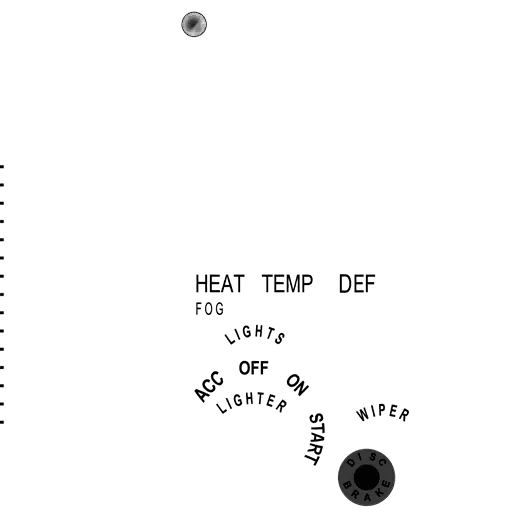 HEAT TEMP DEF
FOG
LIGHTS
ACC OFF ON START
LIGHTER
WIPER
DISC
BRAKE